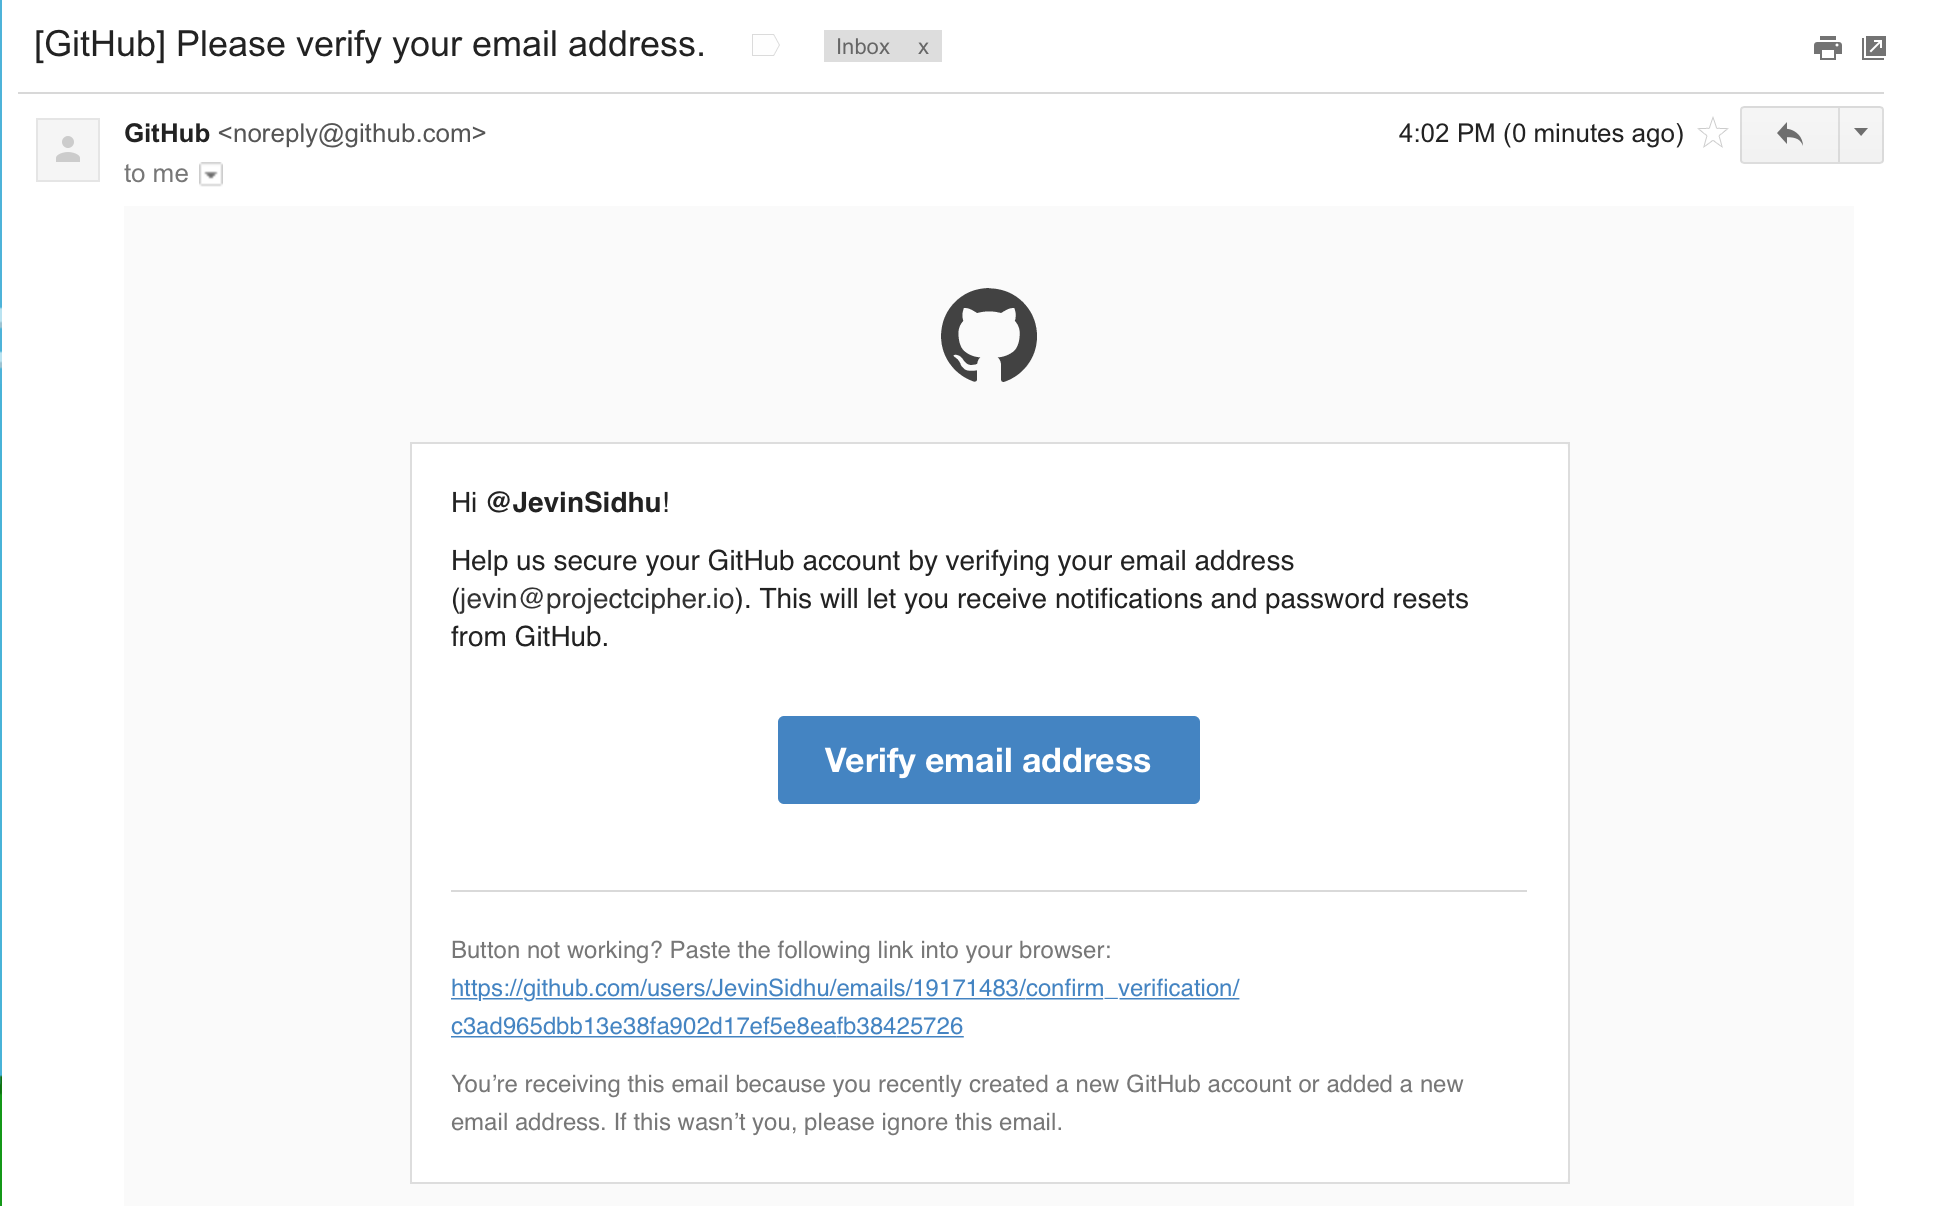 [GitHub] Please verify your email address.
Inbox x
GitHub <noreply@github.com>
4:02 PM (0 minutes ago)
to me
Hi @JevinSidhu!
Help us secure your GitHub account by verifying your email address
(jevin@projectcipher.io). This will let you receive notifications and password resets
from GitHub.
Verify email address
Button not working? Paste the following link into your browser:
https://github.com/users/JevinSidhu/emails/19171483/confirm_verification/
c3ad965dbb13e38fa902d17ef5e8eafb38425726
You’re receiving this email because you recently created a new GitHub account or added a new
email address. If this wasn’t you, please ignore this email.